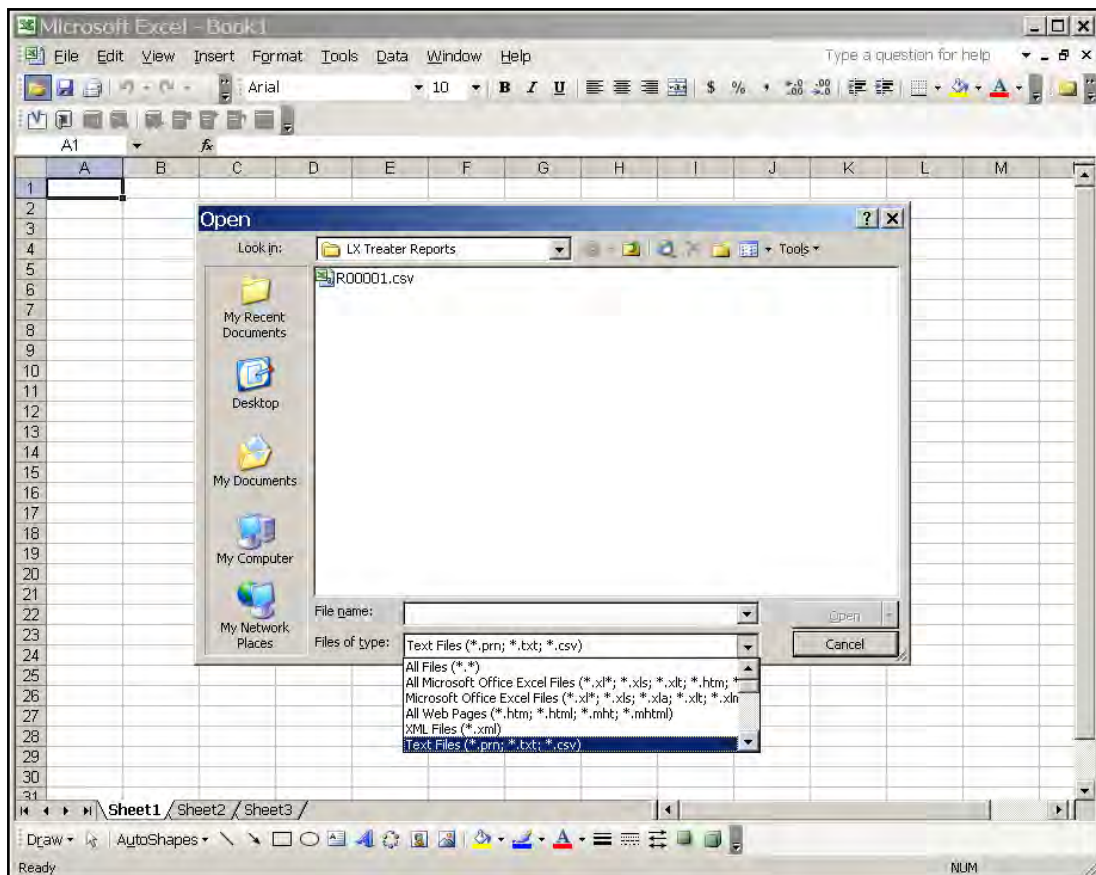 Microsoft Excel - Book1
File Edit View Insert Format Tools Data Window Help Type a question for help
Arial 10 B I U $ % , .00 .00 A
A1 fx
A B C D E F G H I J K L M
1
2
Open
3
4 Look in: LX Treater Reports Tools
5 R00001.csv
6
7 My Recent
8 Documents
9
10
11
12 Desktop
13
14
15 My Documents
16
17
18
19 My Computer
20
21
22 File name: Open
My Network
23 Places Files of type: Text Files (*.prn; *.txt; *.csv) Cancel
24
25 All Files (*.*)
All Microsoft Office Excel Files (*.xl*; *.xls; *.xlt; *.htm; *
26 Microsoft Office Excel Files (*.xl*; *.xls; *.xla; *.xlt; *.xlm
27 All Web Pages (*.htm; *.html; *.mht; *.mhtml)
XML Files (*.xml)
28 Text Files (*.prn; *.txt; *.csv)
29
30
31
Sheet1 / Sheet2 / Sheet3 /
Draw AutoShapes A A
Ready NUM